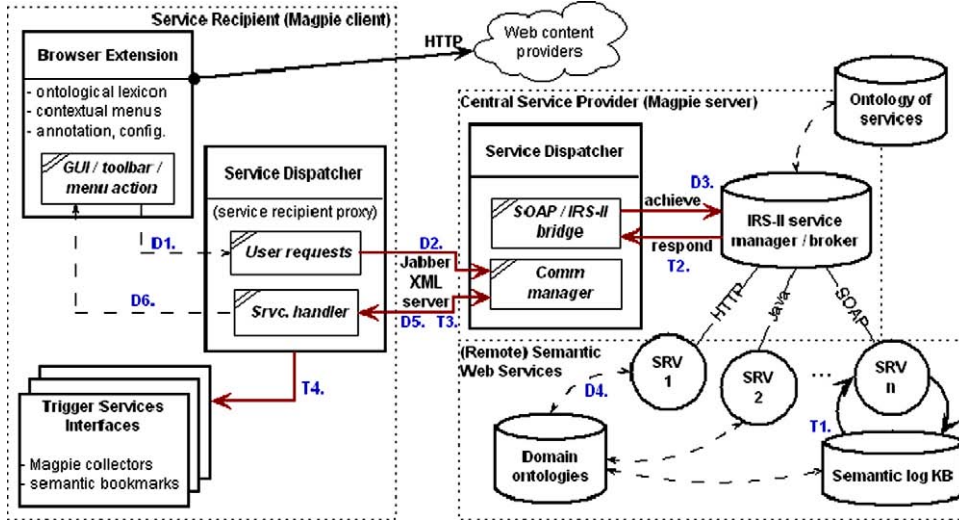 Service Recipient (Magpie client)
Browser Extension
- ontological lexicon
- contextual menus
- annotation, config.
GUI / toolbar /
menu action
HTTP
Web content
providers
Service Dispatcher
(service recipient proxy)
User requests
Srvc. handler
D1.
D6.
D2.
Jabber
XML
server
D5. T3.
T4.
Trigger Services
Interfaces
- Magpie collectors
- semantic bookmarks
Central Service Provider (Magpie server)
Service Dispatcher
SOAP / IRS-II
bridge
Comm
manager
D3.
achieve
respond
T2.
Ontology of
services
IRS-II service
manager / broker
HTTP
Java
SOAP
(Remote) Semantic
Web Services
SRV
1
SRV
2
...
SRV
n
D4.
T1.
Domain
ontologies
Semantic log KB